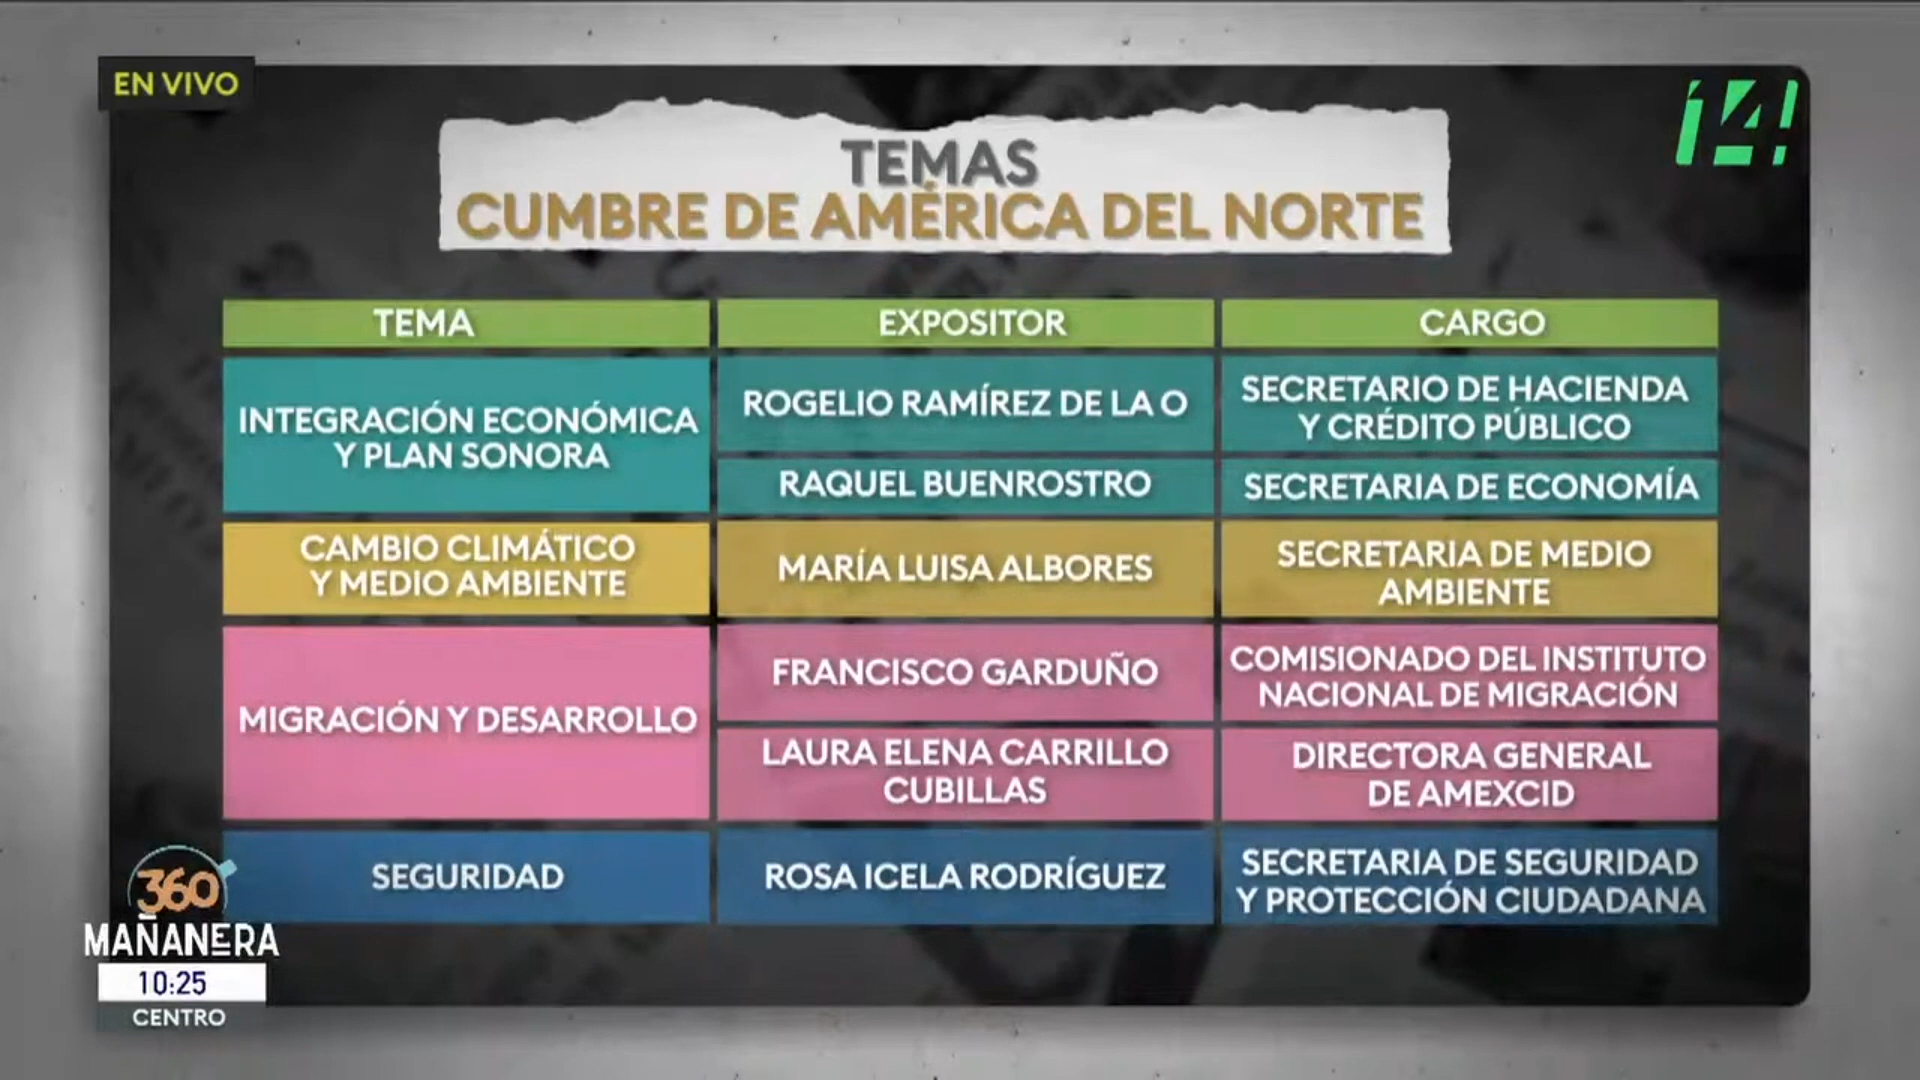 EN VIVO
14!
TEMAS
CUMBRE DE AMÉRICA DEL NORTE
TEMA
EXPOSITOR
CARGO
INTEGRACIÓN ECONÓMICA
Y PLAN SONORA
ROGELIO RAMÍREZ DE LA O
SECRETARIO DE HACIENDA
Y CRÉDITO PÚBLICO
RAQUEL BUENROSTRO
SECRETARIA DE ECONOMÍA
CAMBIO CLIMÁTICO
Y MEDIO AMBIENTE
MARÍA LUISA ALBORES
SECRETARIA DE MEDIO
AMBIENTE
MIGRACIÓN Y DESARROLLO
FRANCISCO GARDUÑO
COMISIONADO DEL INSTITUTO
NACIONAL DE MIGRACIÓN
LAURA ELENA CARRILLO
CUBILLAS
DIRECTORA GENERAL
DE AMEXCID
SEGURIDAD
ROSA ICELA RODRÍGUEZ
SECRETARIA DE SEGURIDAD
Y PROTECCIÓN CIUDADANA
360
MAÑANERA
10:25
CENTRO